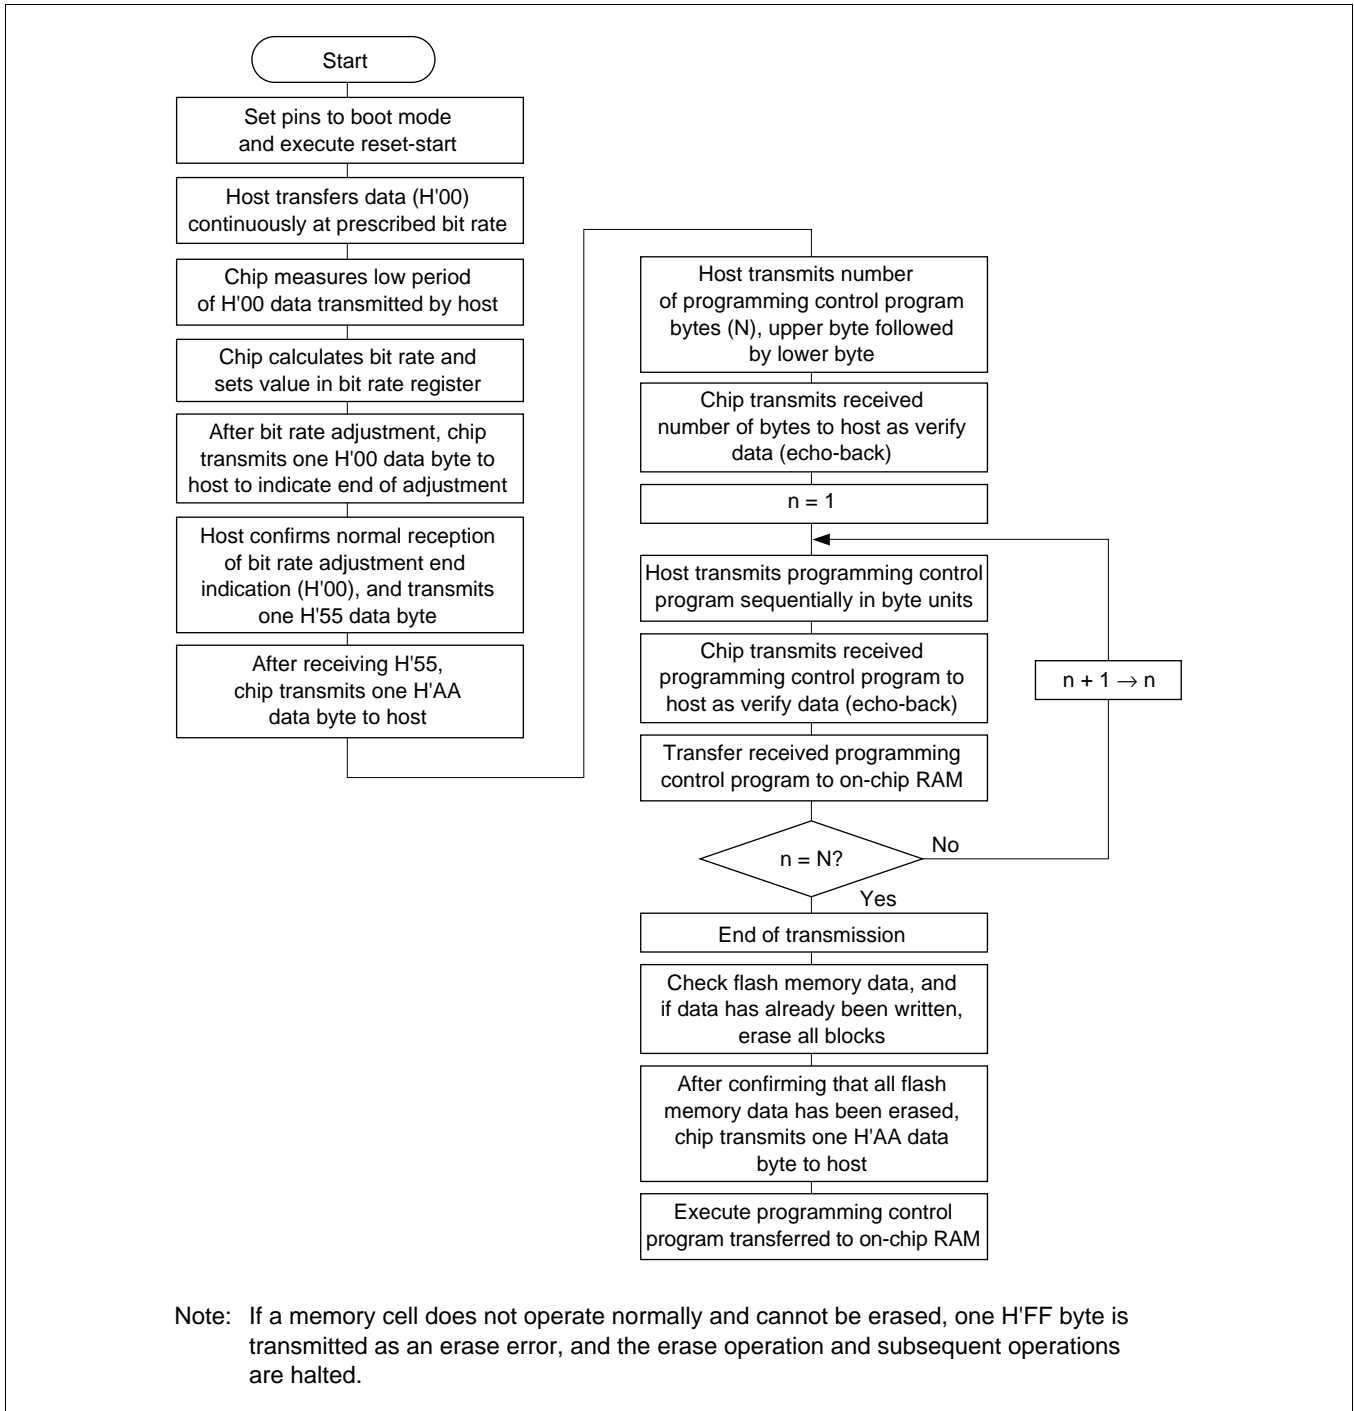 Start
Set pins to boot mode
and execute reset-start
Host transfers data (H'00)
continuously at prescribed bit rate
Chip measures low period
of H'00 data transmitted by host
Chip calculates bit rate and
sets value in bit rate register
After bit rate adjustment, chip
transmits one H'00 data byte to
host to indicate end of adjustment
Host confirms normal reception
of bit rate adjustment end
indication (H'00), and transmits
one H'55 data byte
After receiving H'55,
chip transmits one H'AA
data byte to host
Host transmits number
of programming control program
bytes (N), upper byte followed
by lower byte
Chip transmits received
number of bytes to host as verify
data (echo-back)
n = 1
Host transmits programming control
program sequentially in byte units
Chip transmits received
programming control program to
host as verify data (echo-back)
n + 1 → n
Transfer received programming
control program to on-chip RAM
n = N?
No
Yes
End of transmission
Check flash memory data, and
if data has already been written,
erase all blocks
After confirming that all flash
memory data has been erased,
chip transmits one H'AA data
byte to host
Execute programming control
program transferred to on-chip RAM
Note: If a memory cell does not operate normally and cannot be erased, one H'FF byte is
transmitted as an erase error, and the erase operation and subsequent operations
are halted.